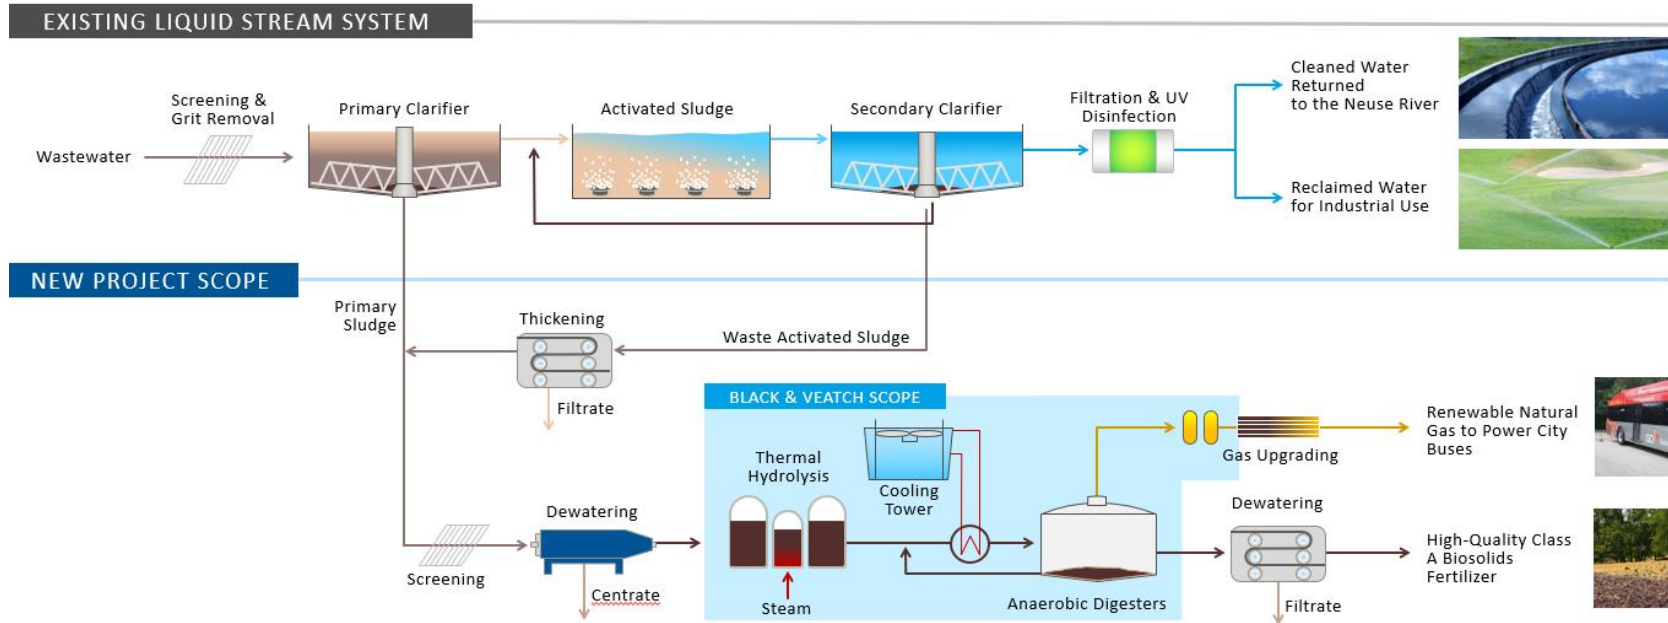 EXISTING LIQUID STREAM SYSTEM
Wastewater
Screening &
Grit Removal
Primary Clarifier
Activated Sludge
Secondary Clarifier
Filtration & UV
Disinfection
Cleaned Water
Returned
to the Neuse River
Reclaimed Water
for Industrial Use
NEW PROJECT SCOPE
Primary
Sludge
Thickening
Waste Activated Sludge
Filtrate
BLACK & VEATCH SCOPE
Thermal
Hydrolysis
Cooling
Tower
Gas Upgrading
Renewable Natural
Gas to Power City
Buses
Screening
Dewatering
Centrate
Steam
Anaerobic Digesters
Dewatering
Filtrate
High-Quality Class
A Biosolids
Fertilizer